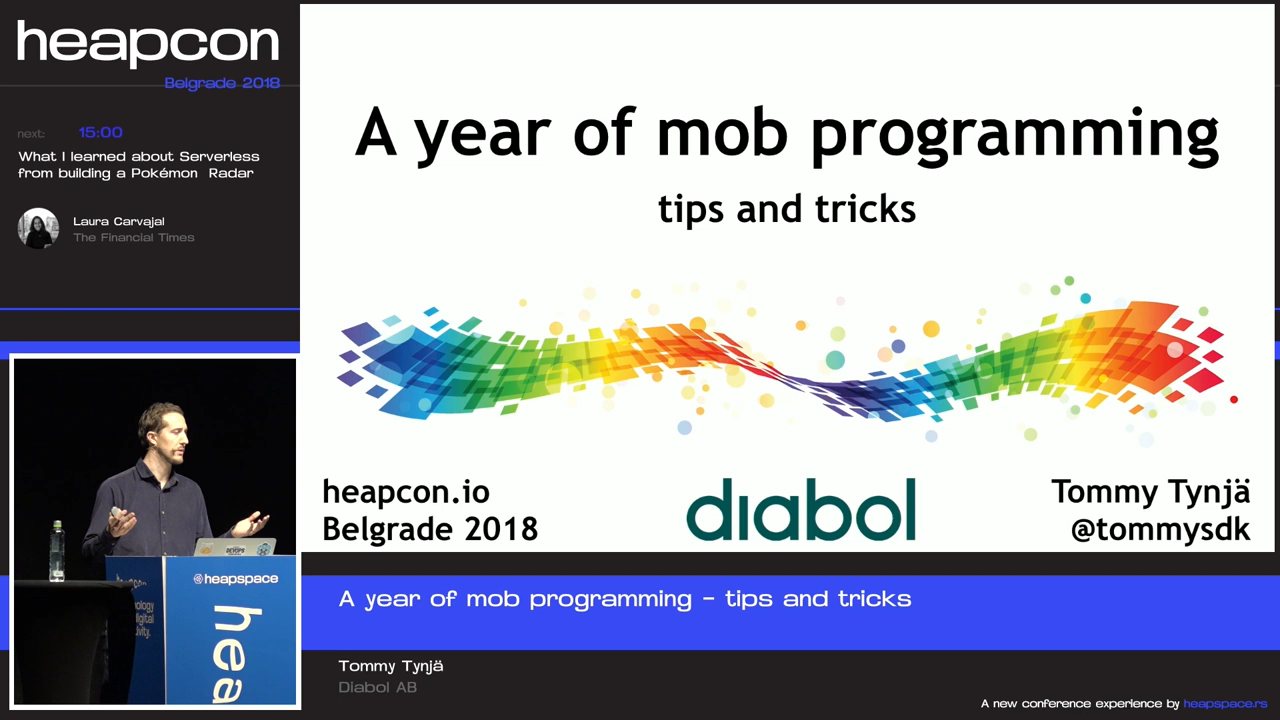 heapcon
Belgrade 2018
next:
15:00
What I learned about Serverless
from building a Pokémon Radar
Laura Carvajal
The Financial Times
A year of mob programming
tips and tricks
heapcon.io
Belgrade 2018
diabol
Tommy Tynjä
@tommysdk
DEVOPS
heapspace
hea
A year of mob programming - tips and tricks
Tommy Tynjä
Diabol AB
A new conference experience by heapspace.rs